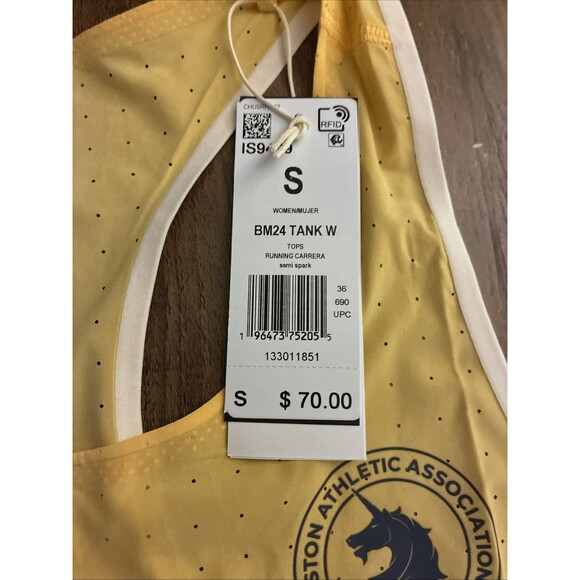 RFID
S
WOMEN/MUJER
BM24 TANK W
TOPS
RUNNING CARRERA
semi spark
36
690
UPC
1 96473 75205 5
133011851
S $ 70.00
STON ATHLETIC ASSOCIATION